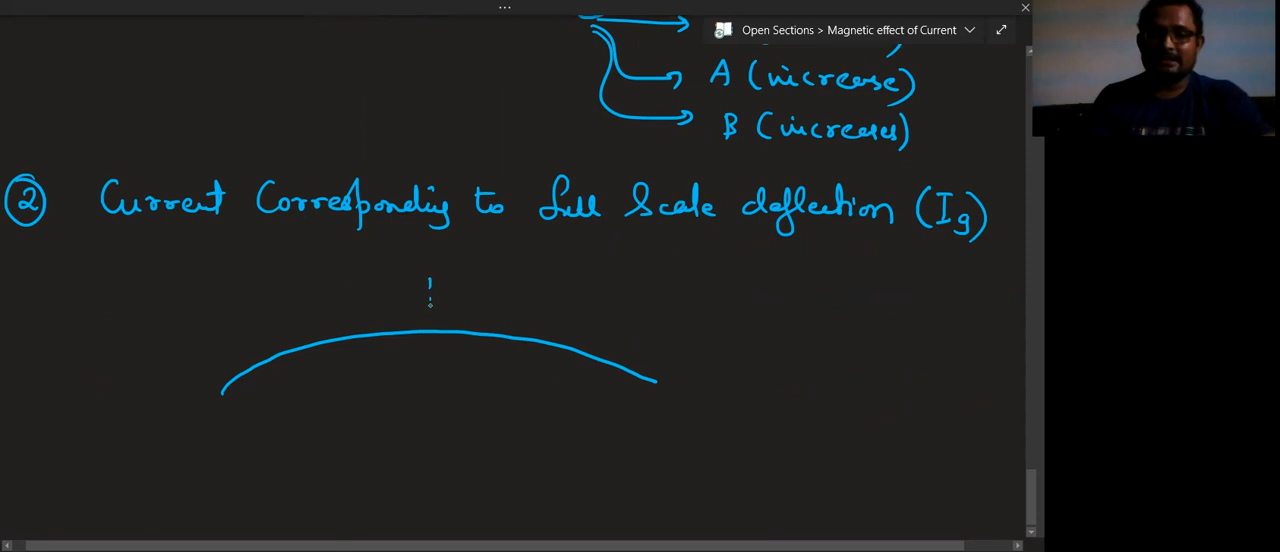 Open Sections > Magnetic effect of Current
A (increase)
B (increases)
② Current Corresponding to full Scale deflection (Ig)